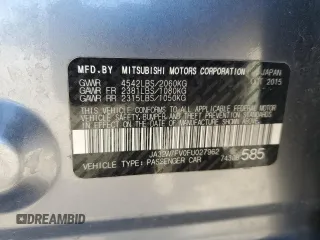 MFD.BY MITSUBISHI MOTORS CORPORATION JAPAN
GVWR 4542LBS/2060KG 2015
GAWR FR 2381LBS/1080KG
GAWR RR 2315LBS/1050KG
THIS VEHICLE CONFORMS TO ALL APPLICABLE FEDERAL MOTOR
VEHICLE SAFETY, BUMPER AND THEFT PREVENTION STANDARDS IN
EFFECT ON THE DATE OF MANUFACTURE SHOWN ABOVE.
585
VEHICLE TYPE: PASSENGER CAR
DREAMBID